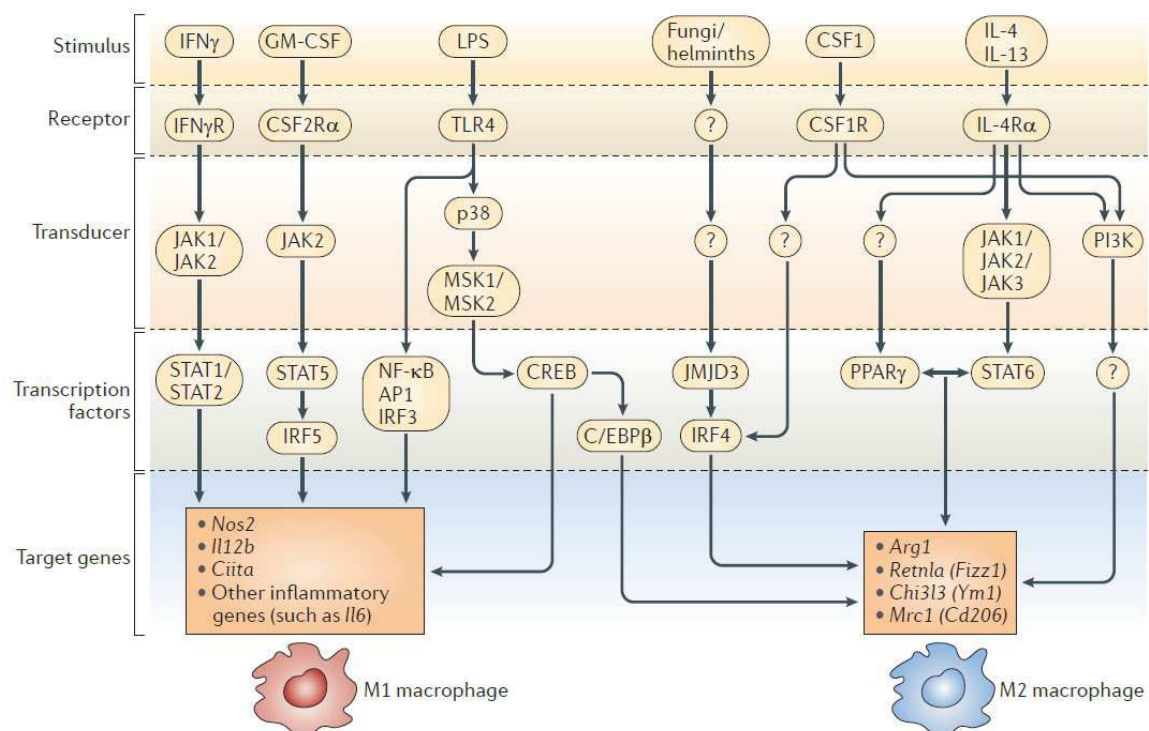 Stimulus
IFNγ
GM-CSF
LPS
Fungi/
helminths
CSF1
IL-4
IL-13
Receptor
IFNγR
CSF2Rα
TLR4
?
CSF1R
IL-4Rα
Transducer
JAK1/
JAK2
JAK2
p38
MSK1/
MSK2
?
?
?
JAK1/
JAK2/
JAK3
PI3K
Transcription
factors
STAT1/
STAT2
STAT5
IRF5
NF-κB
AP1
IRF3
CREB
C/EBPβ
JMJD3
IRF4
PPARγ
STAT6
?
Target genes
• Nos2
• Il12b
• Ciita
• Other inflammatory
genes (such as Il6)
• Arg1
• Retnla (Fizz1)
• Chi3l3 (Ym1)
• Mrc1 (Cd206)
M1 macrophage
M2 macrophage